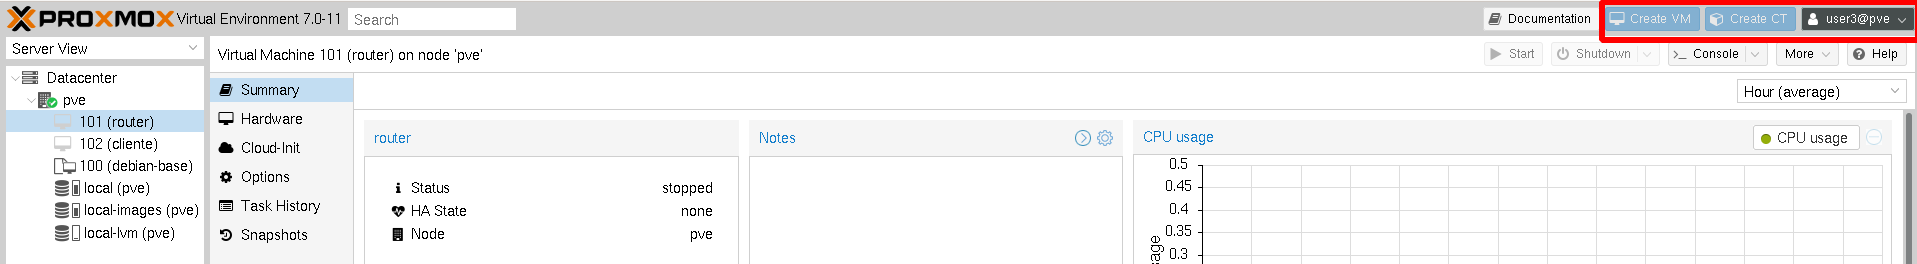 PROXMOX Virtual Environment 7.0-11 Search Documentation Create VM Create CT user3@pve
Server View
Virtual Machine 101 (router) on node 'pve' Start Shutdown Console More Help
Datacenter
pve
101 (router)
102 (cliente)
100 (debian-base)
local (pve)
local-images (pve)
local-lvm (pve)
Summary
Hardware
Cloud-Init
Options
Task History
Snapshots
Hour (average)
router
Status stopped
HA State none
Node pve
Notes
CPU usage
CPU usage
0.5
0.45
0.4
0.35
0.3